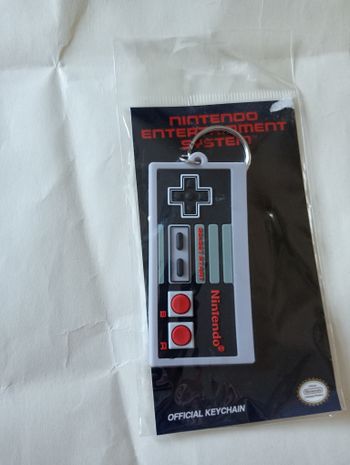 NINTENDO
ENTERTAINMENT
SYSTEM
SELECT START
Nintendo®
B A
OFFICIAL KEYCHAIN